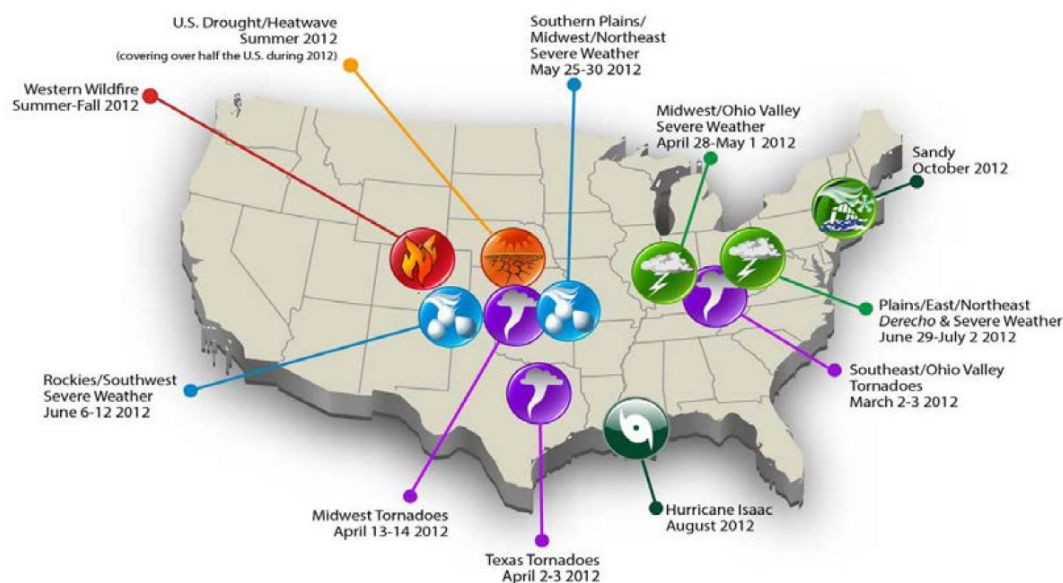 U.S. Drought/Heatwave
Summer 2012
(covering over half the U.S. during 2012)
Southern Plains/
Midwest/Northeast
Severe Weather
May 25-30 2012
Western Wildfire
Summer-Fall 2012
Midwest/Ohio Valley
Severe Weather
April 28-May 1 2012
Sandy
October 2012
Plains/East/Northeast
Derecho & Severe Weather
June 29-July 2 2012
Rockies/Southwest
Severe Weather
June 6-12 2012
Southeast/Ohio Valley
Tornadoes
March 2-3 2012
Midwest Tornadoes
April 13-14 2012
Hurricane Isaac
August 2012
Texas Tornadoes
April 2-3 2012